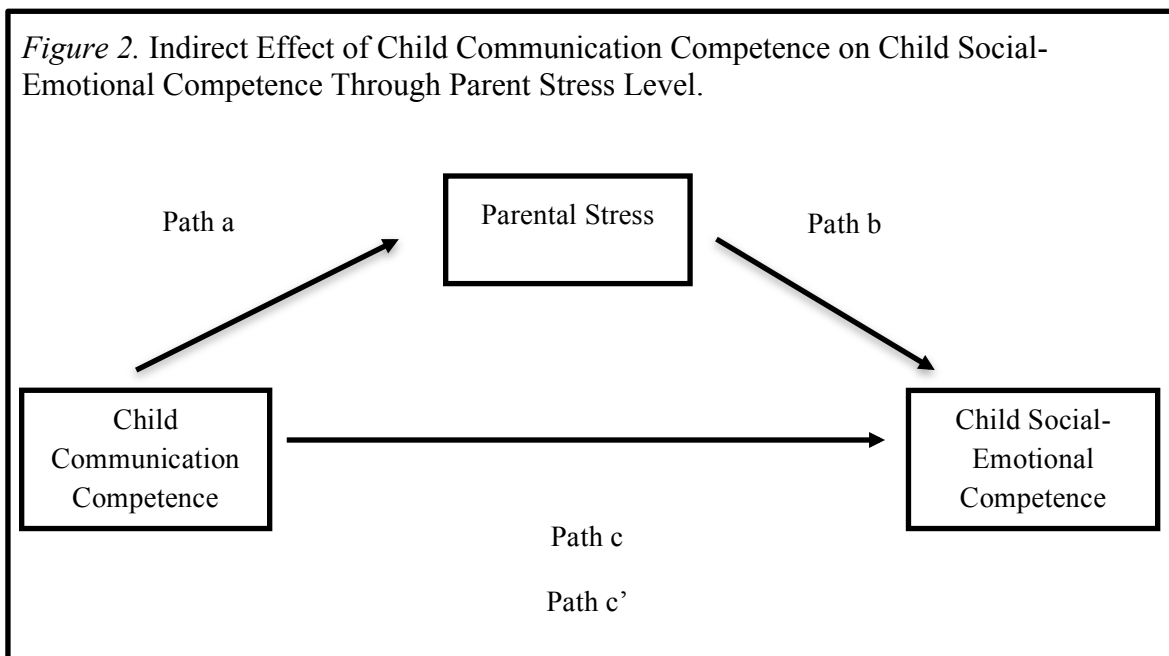 Figure 2. Indirect Effect of Child Communication Competence on Child Social-
Emotional Competence Through Parent Stress Level.
Parental Stress
Path a
Path b
Child
Communication
Competence
Child Social-
Emotional
Competence
Path c
Path c’